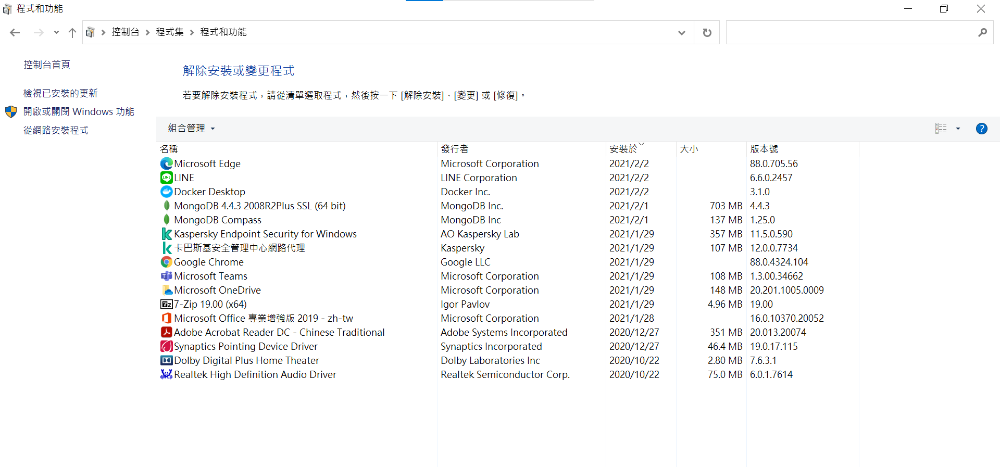 程式和功能
控制台 程式集 程式和功能
控制台首頁
檢視已安裝的更新
開啟或關閉 Windows 功能
從網路安裝程式
解除安裝或變更程式
若要解除安裝程式，請從清單選取程式，然後按一下 [解除安裝]、[變更] 或 [修復]。
組合管理
名稱 發行者 安裝於 大小 版本號
Microsoft Edge Microsoft Corporation 2021/2/2 88.0.705.56
LINE LINE Corporation 2021/2/2 6.6.0.2457
Docker Desktop Docker Inc. 2021/2/2 3.1.0
MongoDB 4.4.3 2008R2Plus SSL (64 bit) MongoDB Inc. 2021/2/1 703 MB 4.4.3
MongoDB Compass MongoDB Inc 2021/2/1 137 MB 1.25.0
Kaspersky Endpoint Security for Windows AO Kaspersky Lab 2021/1/29 357 MB 11.5.0.590
卡巴斯基安全管理中心網路代理 Kaspersky 2021/1/29 107 MB 12.0.0.7734
Google Chrome Google LLC 2021/1/29 88.0.4324.104
Microsoft Teams Microsoft Corporation 2021/1/29 108 MB 1.3.00.34662
Microsoft OneDrive Microsoft Corporation 2021/1/29 148 MB 20.201.1005.0009
7-Zip 19.00 (x64) Igor Pavlov 2021/1/29 4.96 MB 19.00
Microsoft Office 專業增強版 2019 - zh-tw Microsoft Corporation 2021/1/28 16.0.10370.20052
Adobe Acrobat Reader DC - Chinese Traditional Adobe Systems Incorporated 2020/12/27 351 MB 20.013.20074
Synaptics Pointing Device Driver Synaptics Incorporated 2020/12/27 46.4 MB 19.0.17.115
Dolby Digital Plus Home Theater Dolby Laboratories Inc 2020/10/22 2.80 MB 7.6.3.1
Realtek High Definition Audio Driver Realtek Semiconductor Corp. 2020/10/22 75.0 MB 6.0.1.7614